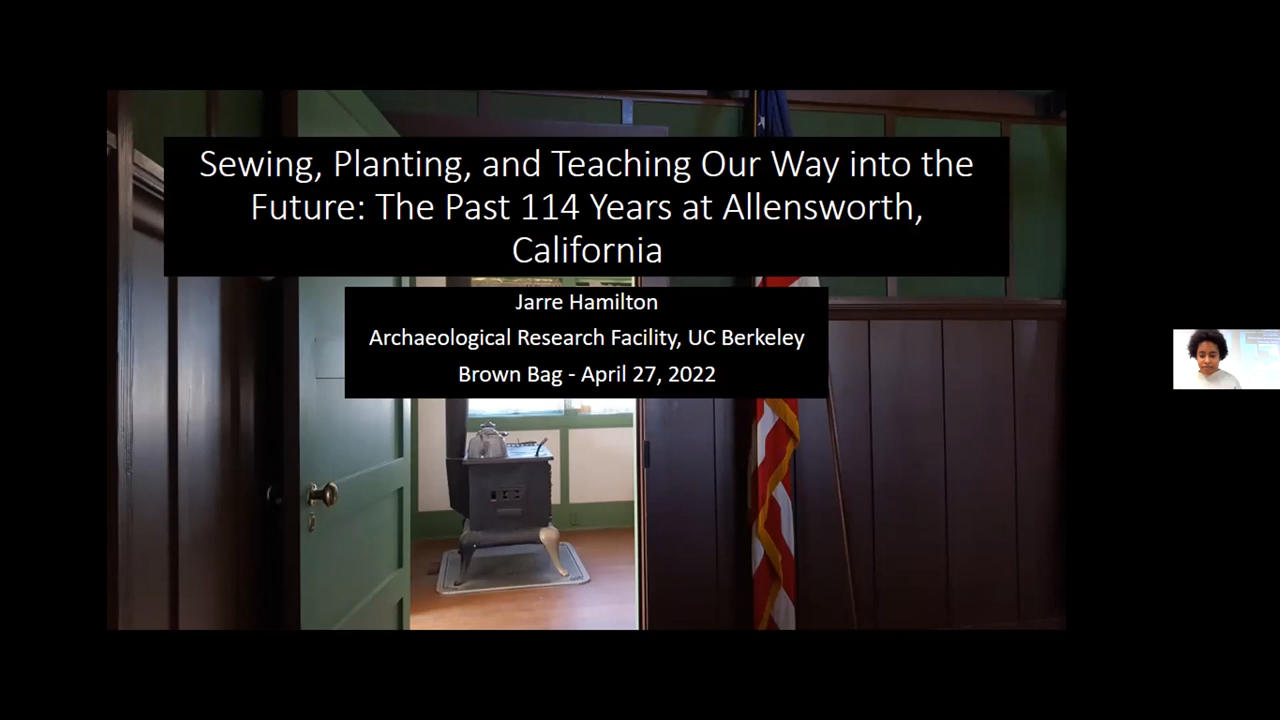 Sewing, Planting, and Teaching Our Way into the
Future: The Past 114 Years at Allensworth,
California
Jarre Hamilton
Archaeological Research Facility, UC Berkeley
Brown Bag - April 27, 2022